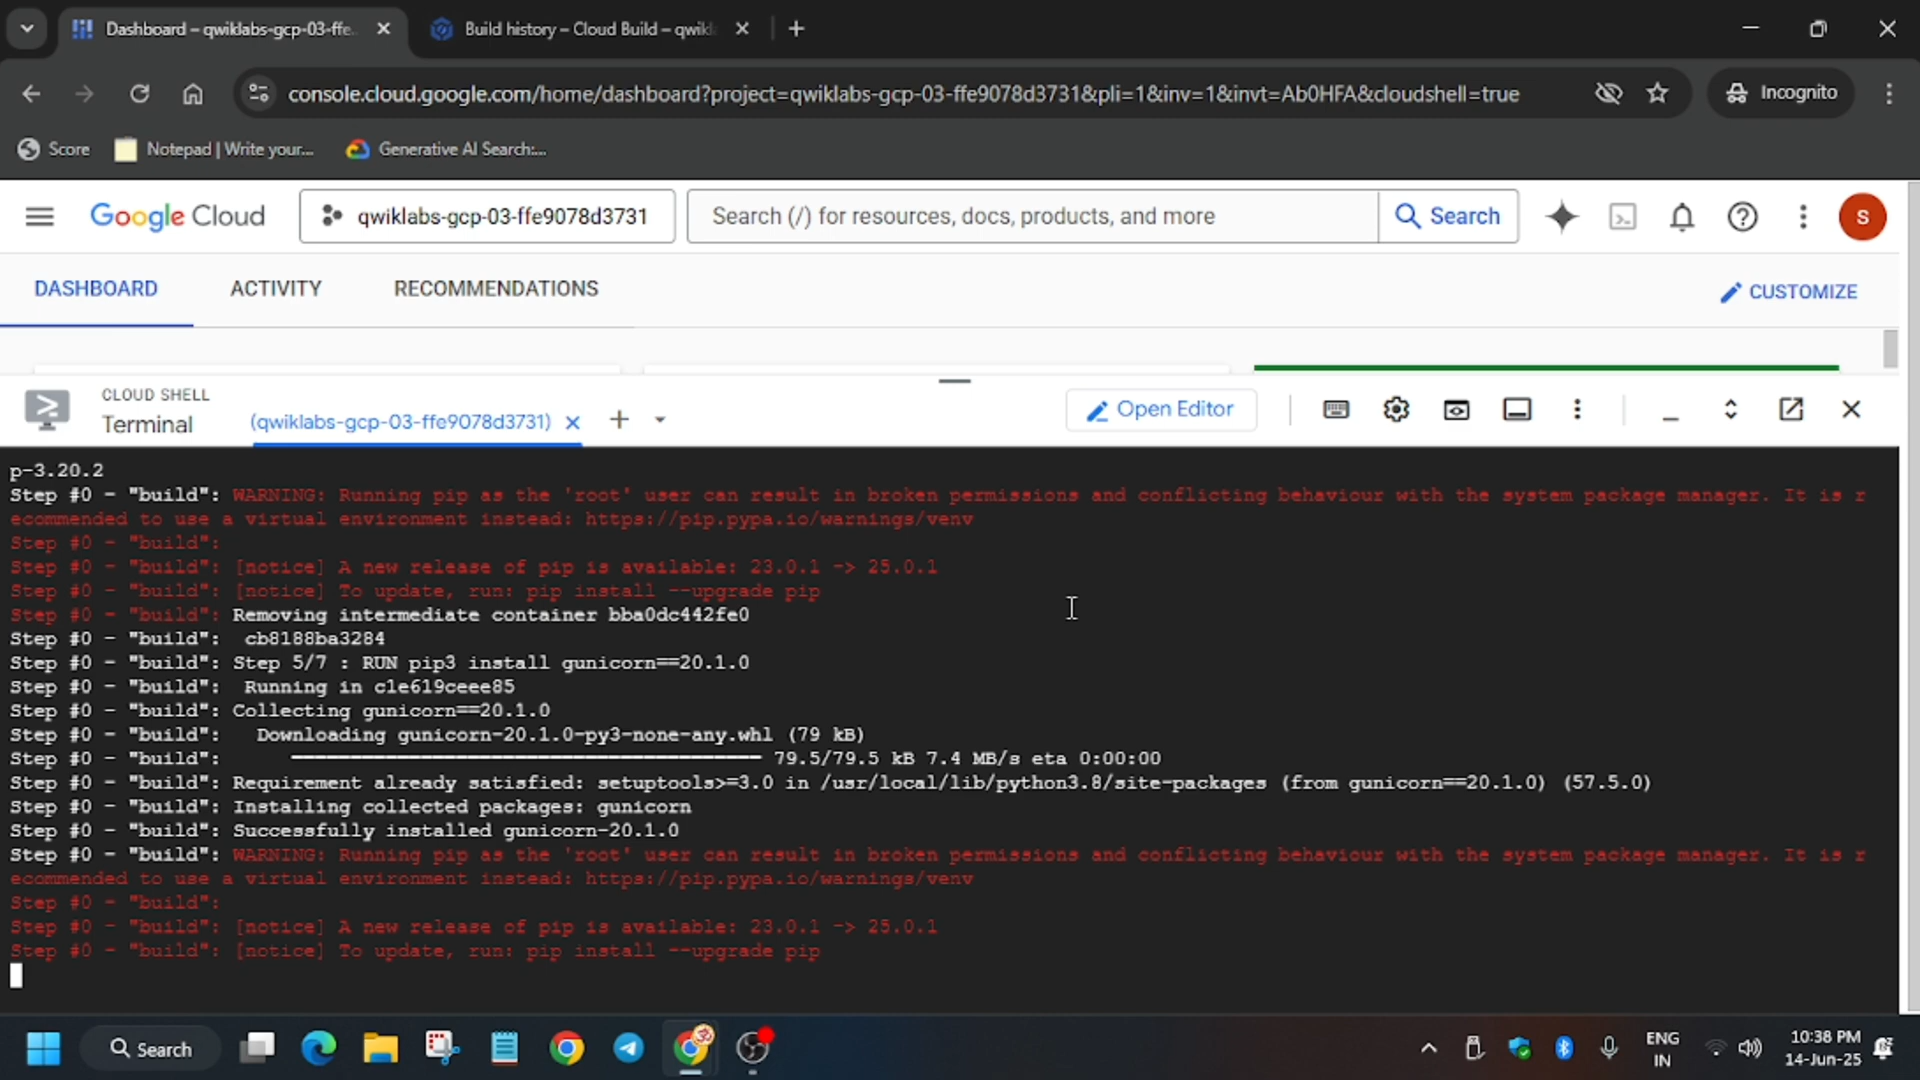 Dashboard – qwiklabs-gcp-03-ffe
Build history – Cloud Build – qwikl
console.cloud.google.com/home/dashboard?project=qwiklabs-gcp-03-ffe9078d3731&pli=1&inv=1&invt=Ab0HFA&cloudshell=true
Incognito
Score
Notepad | Write your...
Generative AI Search:...
Google Cloud
qwiklabs-gcp-03-ffe9078d3731
Search (/) for resources, docs, products, and more
Search
S
DASHBOARD
ACTIVITY
RECOMMENDATIONS
CUSTOMIZE
CLOUD SHELL
Terminal
(qwiklabs-gcp-03-ffe9078d3731)
Open Editor
p-3.20.2
Step #0 - "build": WARNING: Running pip as the 'root' user can result in broken permissions and conflicting behaviour with the system package manager. It is r
ecommended to use a virtual environment instead: https://pip.pypa.io/warnings/venv
Step #0 - "build":
Step #0 - "build": [notice] A new release of pip is available: 23.0.1 -> 25.0.1
Step #0 - "build": [notice] To update, run: pip install --upgrade pip
Step #0 - "build": Removing intermediate container bba0dc442fe0
Step #0 - "build":  cb8188ba3284
Step #0 - "build": Step 5/7 : RUN pip3 install gunicorn==20.1.0
Step #0 - "build":  Running in c1e619ceee85
Step #0 - "build": Collecting gunicorn==20.1.0
Step #0 - "build":   Downloading gunicorn-20.1.0-py3-none-any.whl (79 kB)
Step #0 - "build":      ━━━━━━━━━━━━━━━━━━━━━━━━━━━━━━━━━━━━━━━━ 79.5/79.5 kB 7.4 MB/s eta 0:00:00
Step #0 - "build": Requirement already satisfied: setuptools>=3.0 in /usr/local/lib/python3.8/site-packages (from gunicorn==20.1.0) (57.5.0)
Step #0 - "build": Installing collected packages: gunicorn
Step #0 - "build": Successfully installed gunicorn-20.1.0
Step #0 - "build": WARNING: Running pip as the 'root' user can result in broken permissions and conflicting behaviour with the system package manager. It is r
ecommended to use a virtual environment instead: https://pip.pypa.io/warnings/venv
Step #0 - "build":
Step #0 - "build": [notice] A new release of pip is available: 23.0.1 -> 25.0.1
Step #0 - "build": [notice] To update, run: pip install --upgrade pip
Search
ENG
IN
10:38 PM
14-Jun-25